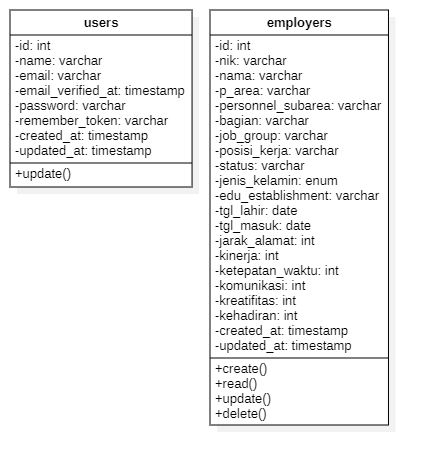 users
-id: int
-name: varchar
-email: varchar
-email_verified_at: timestamp
-password: varchar
-remember_token: varchar
-created_at: timestamp
-updated_at: timestamp
+update()
employers
-id: int
-nik: varchar
-nama: varchar
-p_area: varchar
-personnel_subarea: varchar
-bagian: varchar
-job_group: varchar
-posisi_kerja: varchar
-status: varchar
-jenis_kelamin: enum
-edu_establishment: varchar
-tgl_lahir: date
-tgl_masuk: date
-jarak_alamat: int
-kinerja: int
-ketepatan_waktu: int
-komunikasi: int
-kreatifitas: int
-kehadiran: int
-created_at: timestamp
-updated_at: timestamp
+create()
+read()
+update()
+delete()